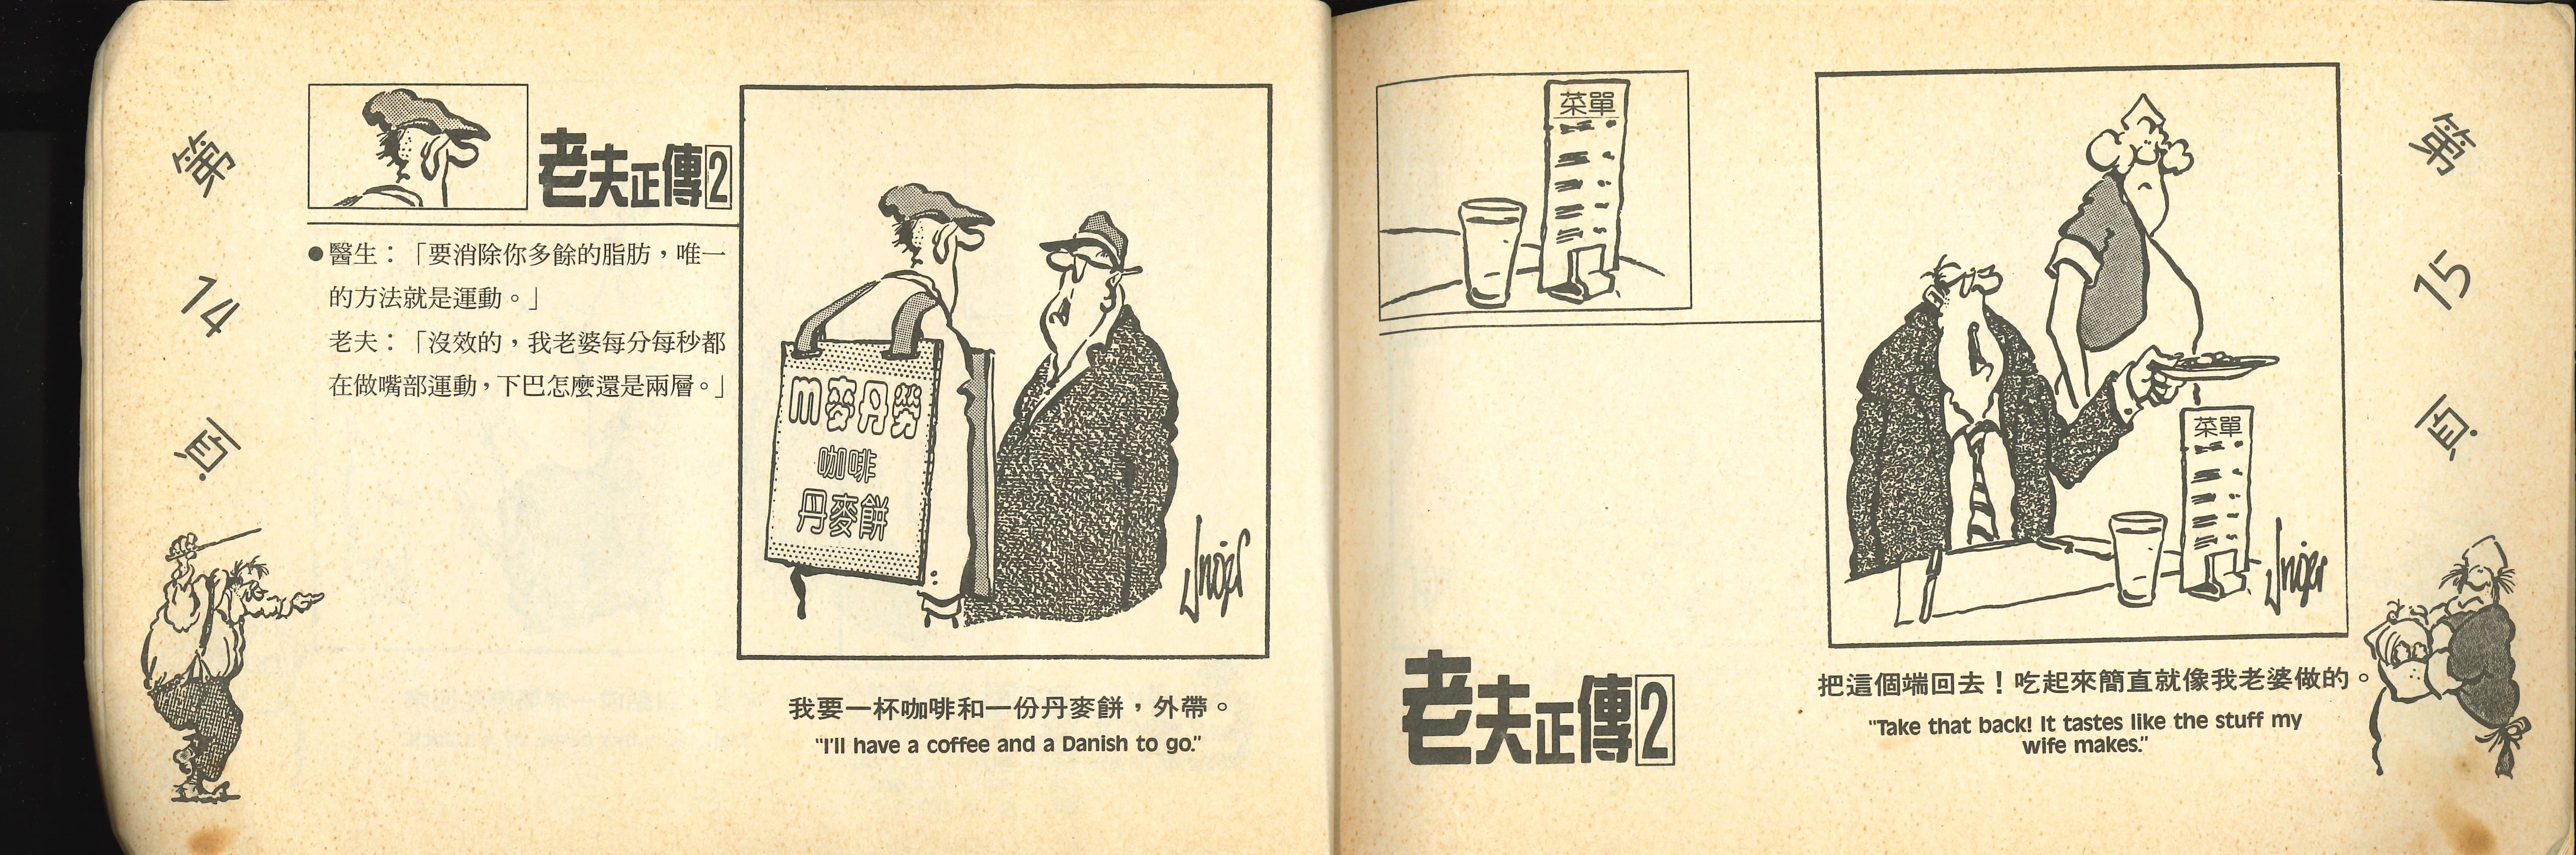 第
14
頁
老夫正傳2
●醫生：「要消除你多餘的脂肪，唯一
的方法就是運動。」
老夫：「沒效的，我老婆每分每秒都
在做嘴部運動，下巴怎麼還是兩層。」
m麥丹勞
咖啡
丹麥餅
Unger
我要一杯咖啡和一份丹麥餅，外帶。
"I'll have a coffee and a Danish to go."
菜單
老夫正傳2
菜單
Unger
把這個端回去！吃起來簡直就像我老婆做的。
"Take that back! It tastes like the stuff my
wife makes."
第
15
頁